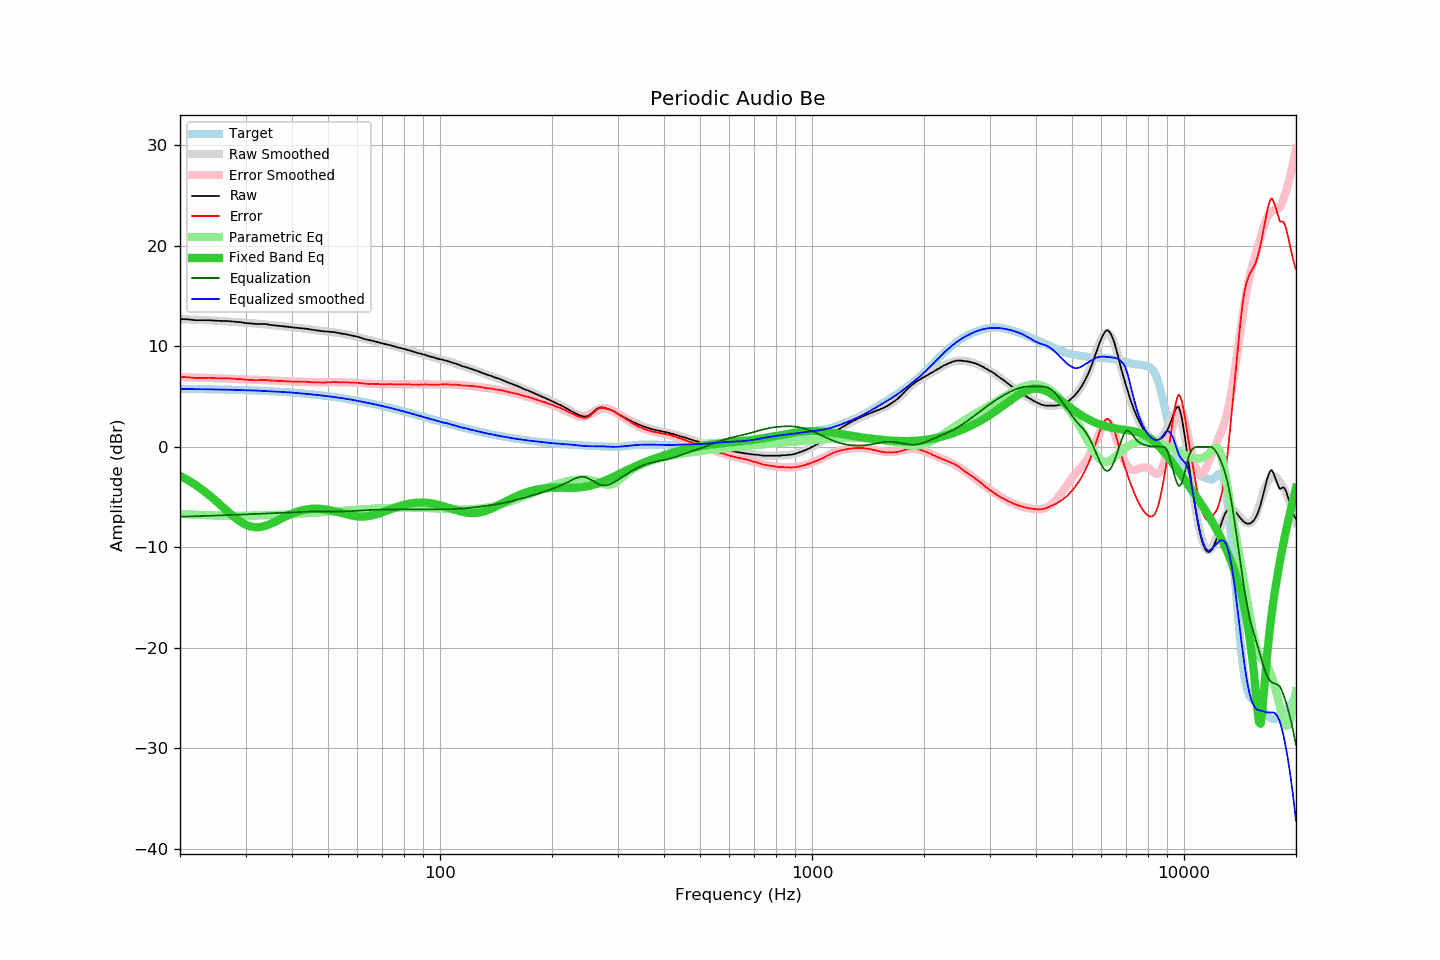 Periodic Audio Be
Target
Raw Smoothed
Error Smoothed
Raw
Error
Parametric Eq
Fixed Band Eq
Equalization
Equalized smoothed
30
20
10
0
−10
−20
−30
−40
Amplitude (dBr)
100 1000 10000
Frequency (Hz)